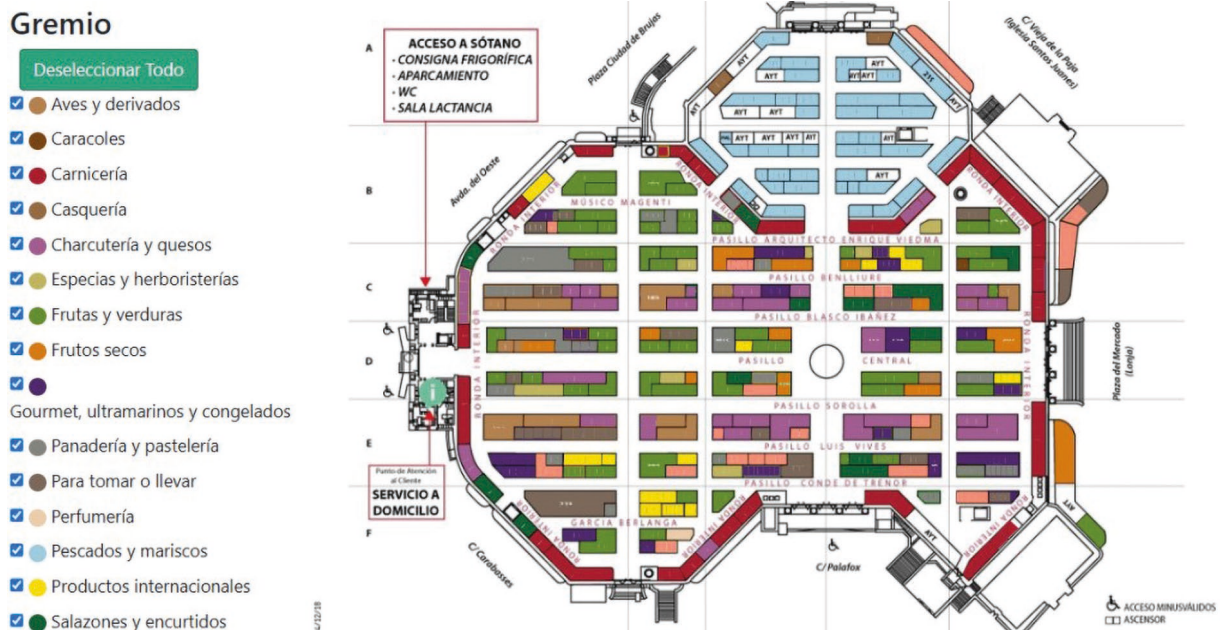 Gremio
Deseleccionar Todo
Aves y derivados
Caracoles
Carnicería
Casquería
Charcutería y quesos
Especias y herboristerías
Frutas y verduras
Frutos secos
Gourmet, ultramarinos y congelados
Panadería y pastelería
Para tomar o llevar
Perfumería
Pescados y mariscos
Productos internacionales
Salazones y encurtidos
A
B
C
D
E
F
ACCESO A SÓTANO
· CONSIGNA FRIGORÍFICA
· APARCAMIENTO
· WC
· SALA LACTANCIA
Plaza Ciudad de Brujas
C/ Vieja de la Paja
(Iglesia Santos Juanes)
Avda. del Oeste
AYT
AYT
AYT
AYT
AYT
AYT
AYT
AYT
AYT
AYT
AYT
AYT
AYT
AYT
RONDA INTERIOR
RONDA INTERIOR
RONDA INTERIOR
MÚSICO MAGENTI
PASILLO ARQUITECTO ENRIQUE VIEDMA
PASILLO BENLLIURE
PASILLO BLASCO IBÁÑEZ
RONDA INTERIOR
RONDA INTERIOR
PASILLO CENTRAL
Plaza del Mercado
(Lonja)
PASILLO SOROLLA
PASILLO LUIS VIVES
PASILLO CONDE DE TRENOR
Punto de Atención
al Cliente
SERVICIO A
DOMICILIO
GARCIA BERLANGA
RONDA INTERIOR
RONDA INTERIOR
RONDA INTERIOR
AYT
AYT
C/ Carabasses
C/ Palafox
ACCESO MINUSVÁLIDOS
ASCENSOR